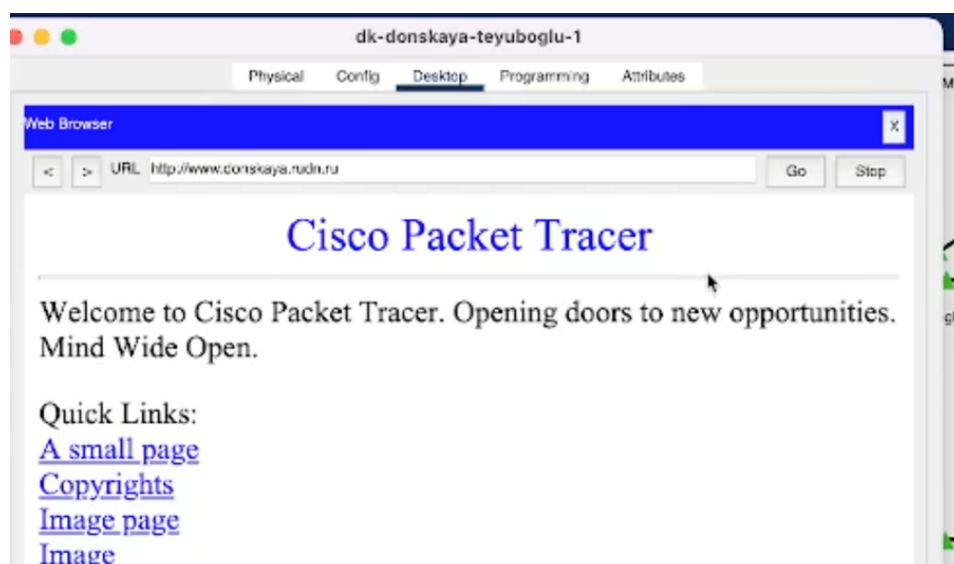 dk-donskaya-teyuboglu-1
Physical Config Desktop Programming Attributes
Web Browser
X
< > URL http://www.donskaya.rudn.ru Go Stop
Cisco Packet Tracer
Welcome to Cisco Packet Tracer. Opening doors to new opportunities.
Mind Wide Open.
Quick Links:
A small page
Copyrights
Image page
Image